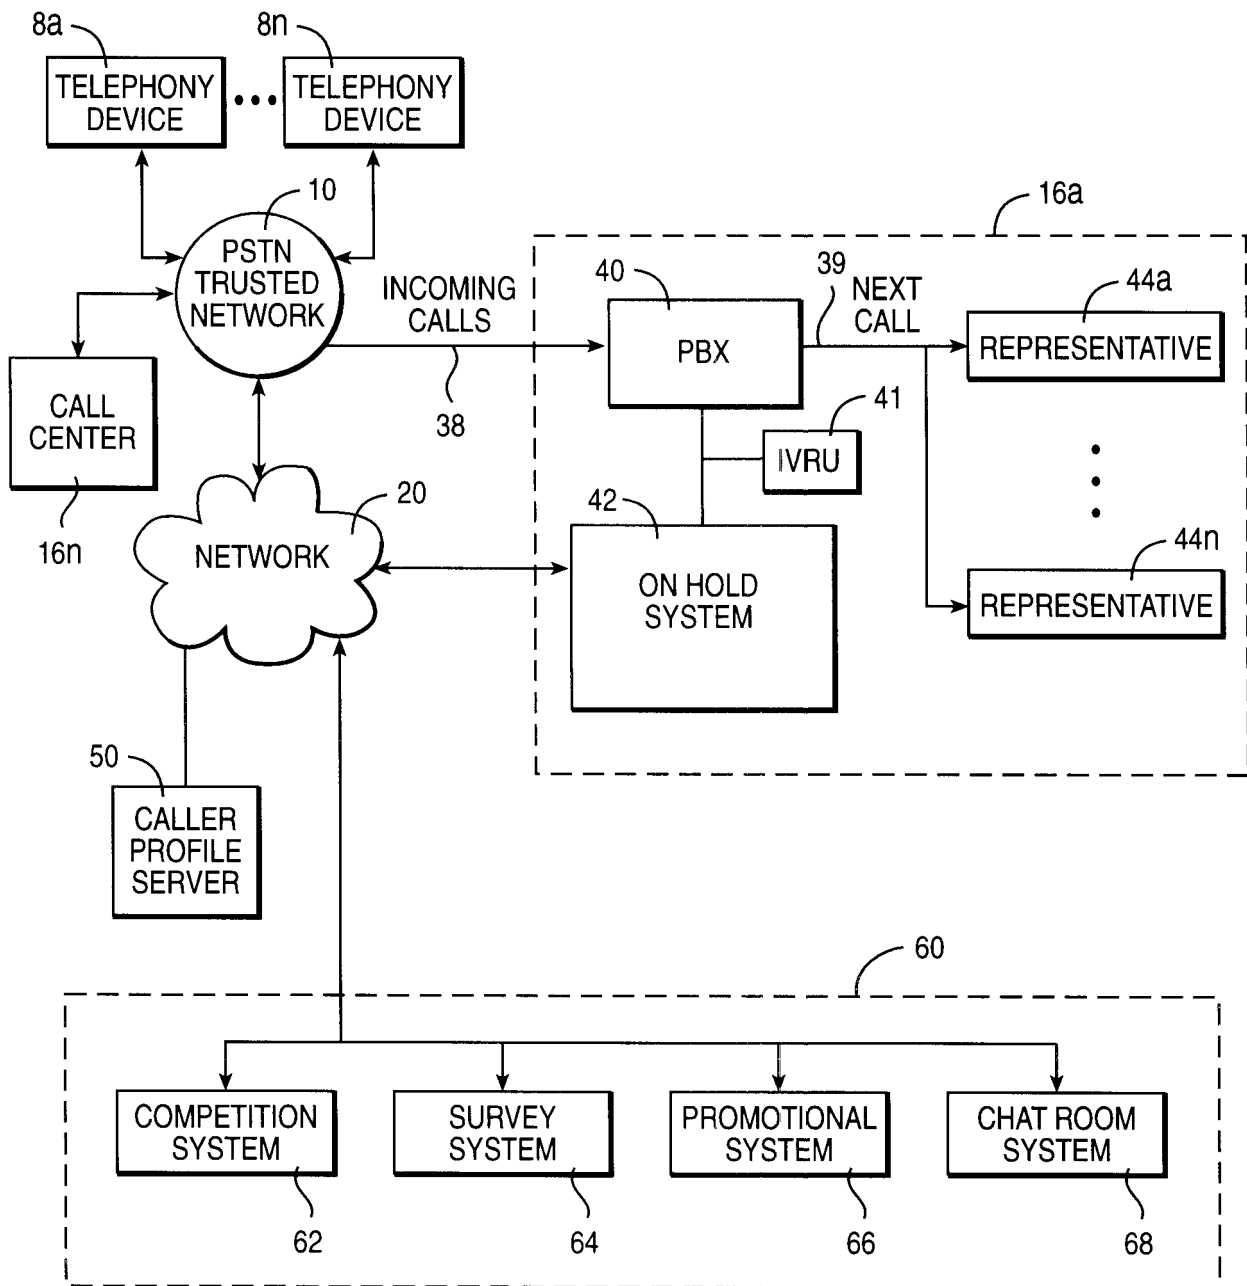 8a
8n
TELEPHONY
DEVICE
TELEPHONY
DEVICE
10
PSTN
TRUSTED
NETWORK
16a
INCOMING
CALLS
38
40
PBX
39
NEXT
CALL
44a
REPRESENTATIVE
CALL
CENTER
16n
41
IVRU
20
NETWORK
42
ON HOLD
SYSTEM
44n
REPRESENTATIVE
50
CALLER
PROFILE
SERVER
60
COMPETITION
SYSTEM
62
SURVEY
SYSTEM
64
PROMOTIONAL
SYSTEM
66
CHAT ROOM
SYSTEM
68